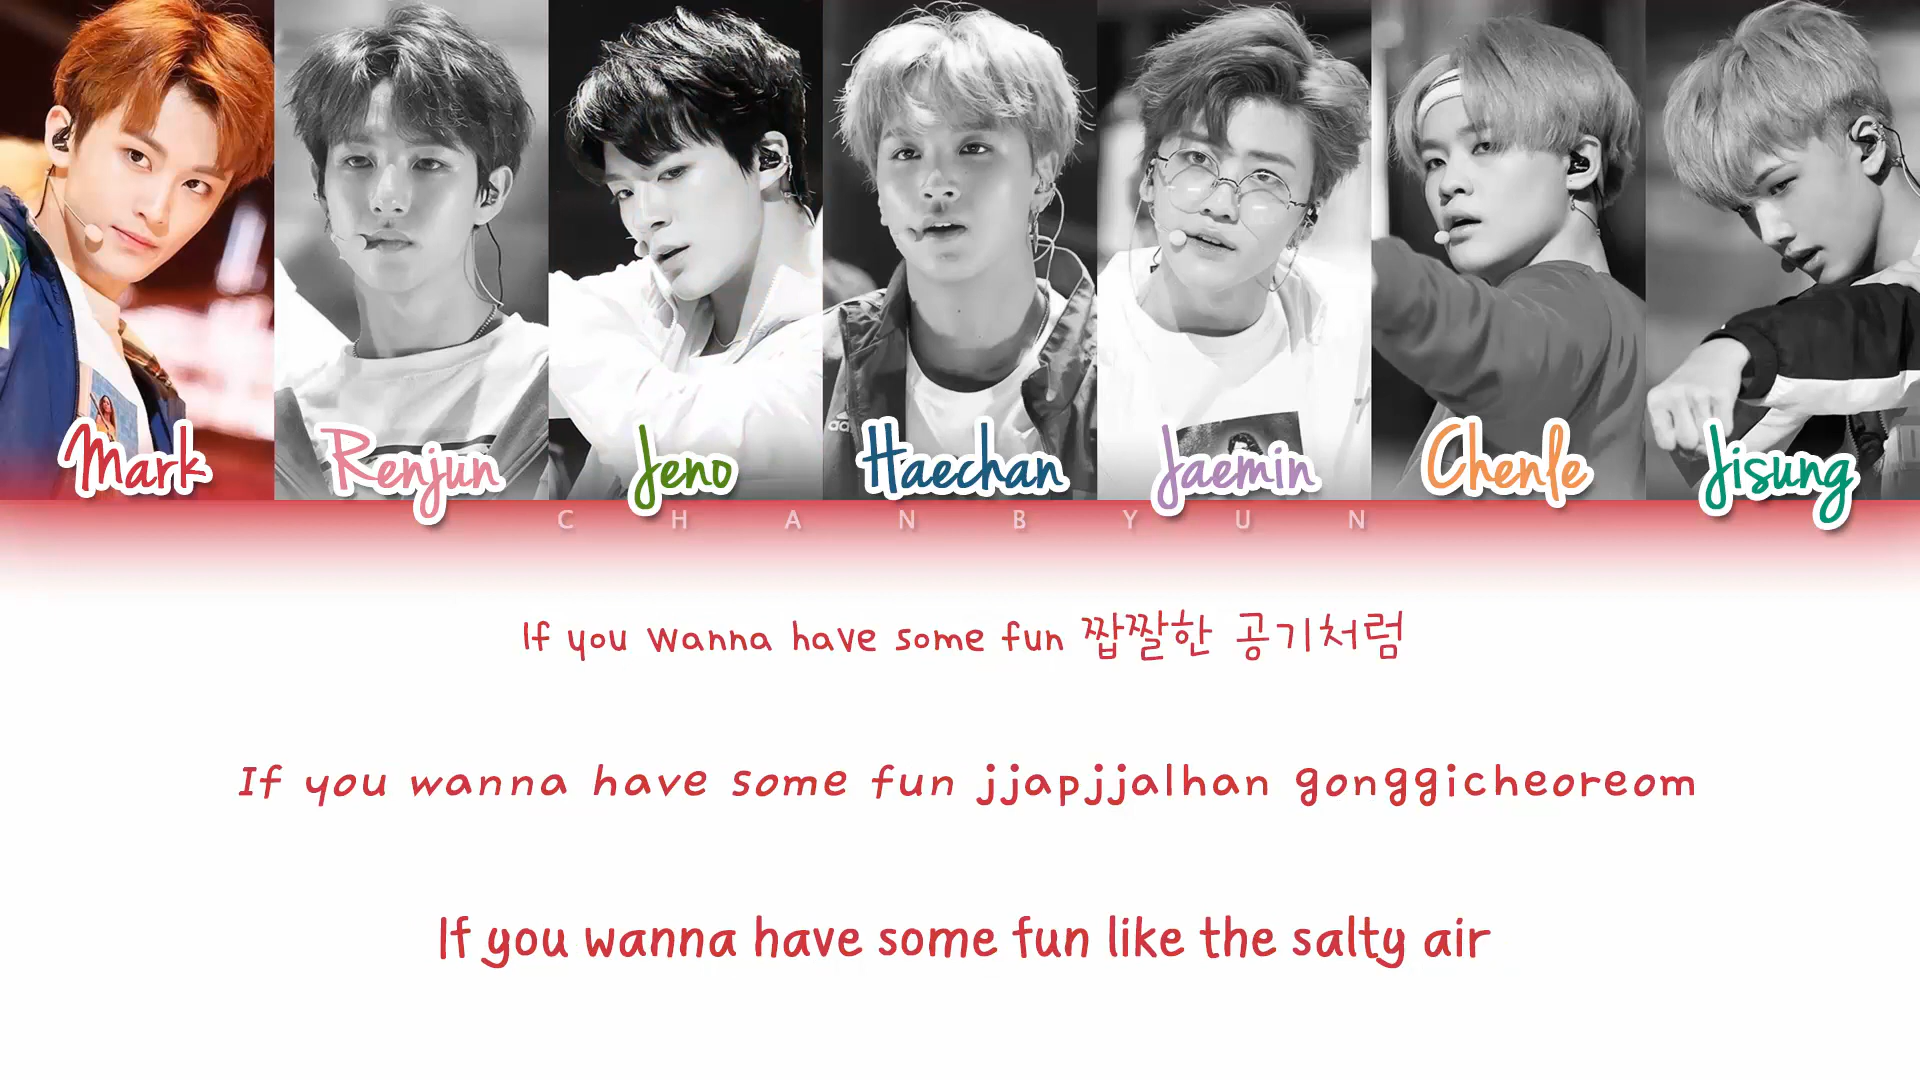 Mark Renjun Jeno Haechan Jaemin Chenle Jisung
CHANBYUN
If you wanna have some fun 짭짤한 공기처럼
If you wanna have some fun jjapjjalhan gonggicheoreom
If you wanna have some fun like the salty air